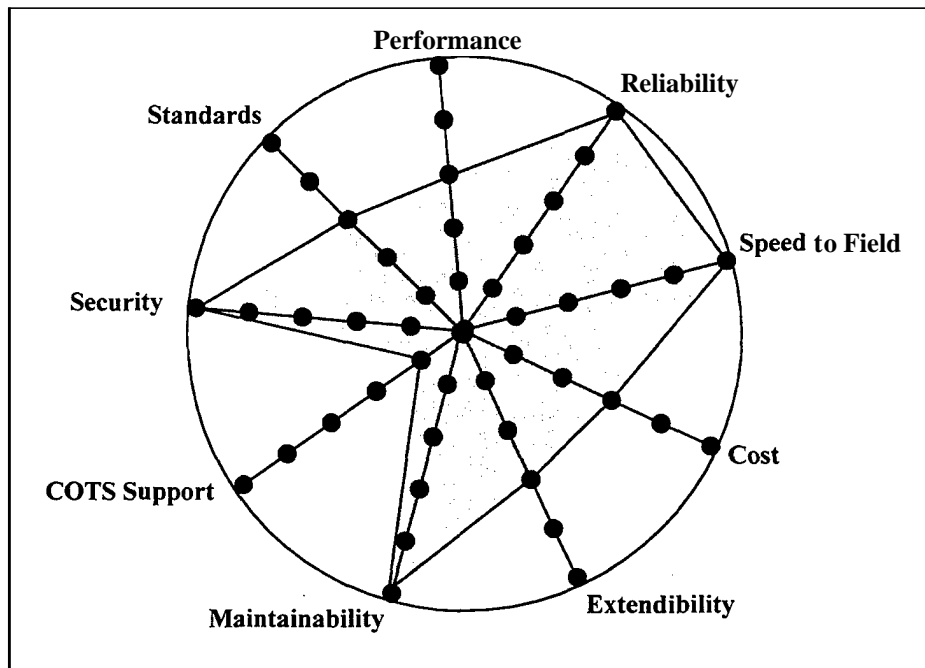 Performance
Reliability
Standards
Speed to Field
Security
Cost
COTS Support
Extendibility
Maintainability